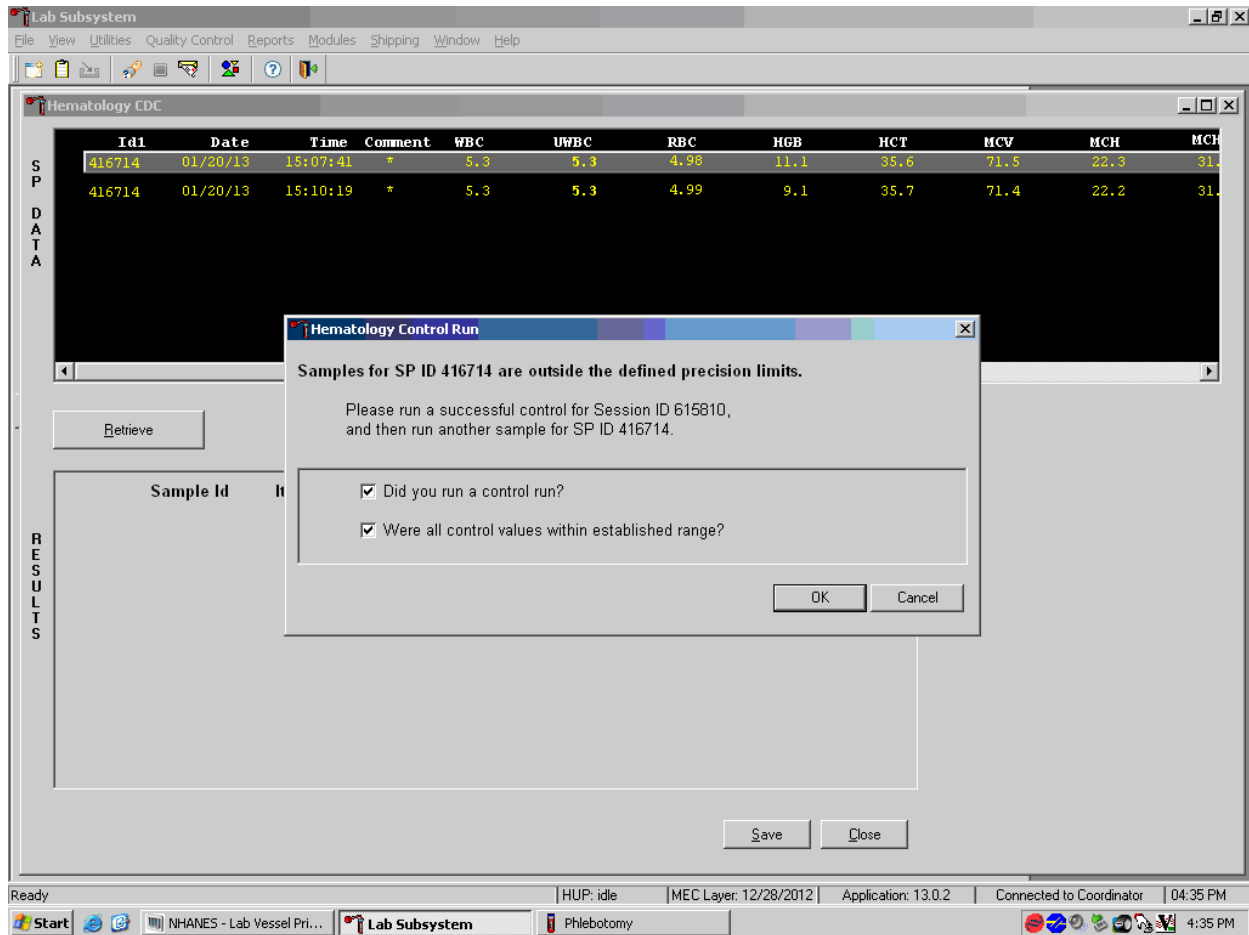 Lab Subsystem
File View Utilities Quality Control Reports Modules Shipping Window Help
Hematology CDC
Id1 Date Time Comment WBC UWBC RBC HGB HCT MCV MCH MCH
416714 01/20/13 15:07:41 * 5.3 5.3 4.98 11.1 35.6 71.5 22.3 31.
416714 01/20/13 15:10:19 * 5.3 5.3 4.99 9.1 35.7 71.4 22.2 31.
SP DATA
Hematology Control Run
Samples for SP ID 416714 are outside the defined precision limits.
Please run a successful control for Session ID 615810,
and then run another sample for SP ID 416714.
Retrieve
Sample Id It
Did you run a control run?
Were all control values within established range?
RESULTS
OK Cancel
Save Close
Ready HUP: idle MEC Layer: 12/28/2012 Application: 13.0.2 Connected to Coordinator 04:35 PM
Start NHANES - Lab Vessel Pri... Lab Subsystem Phlebotomy 4:35 PM